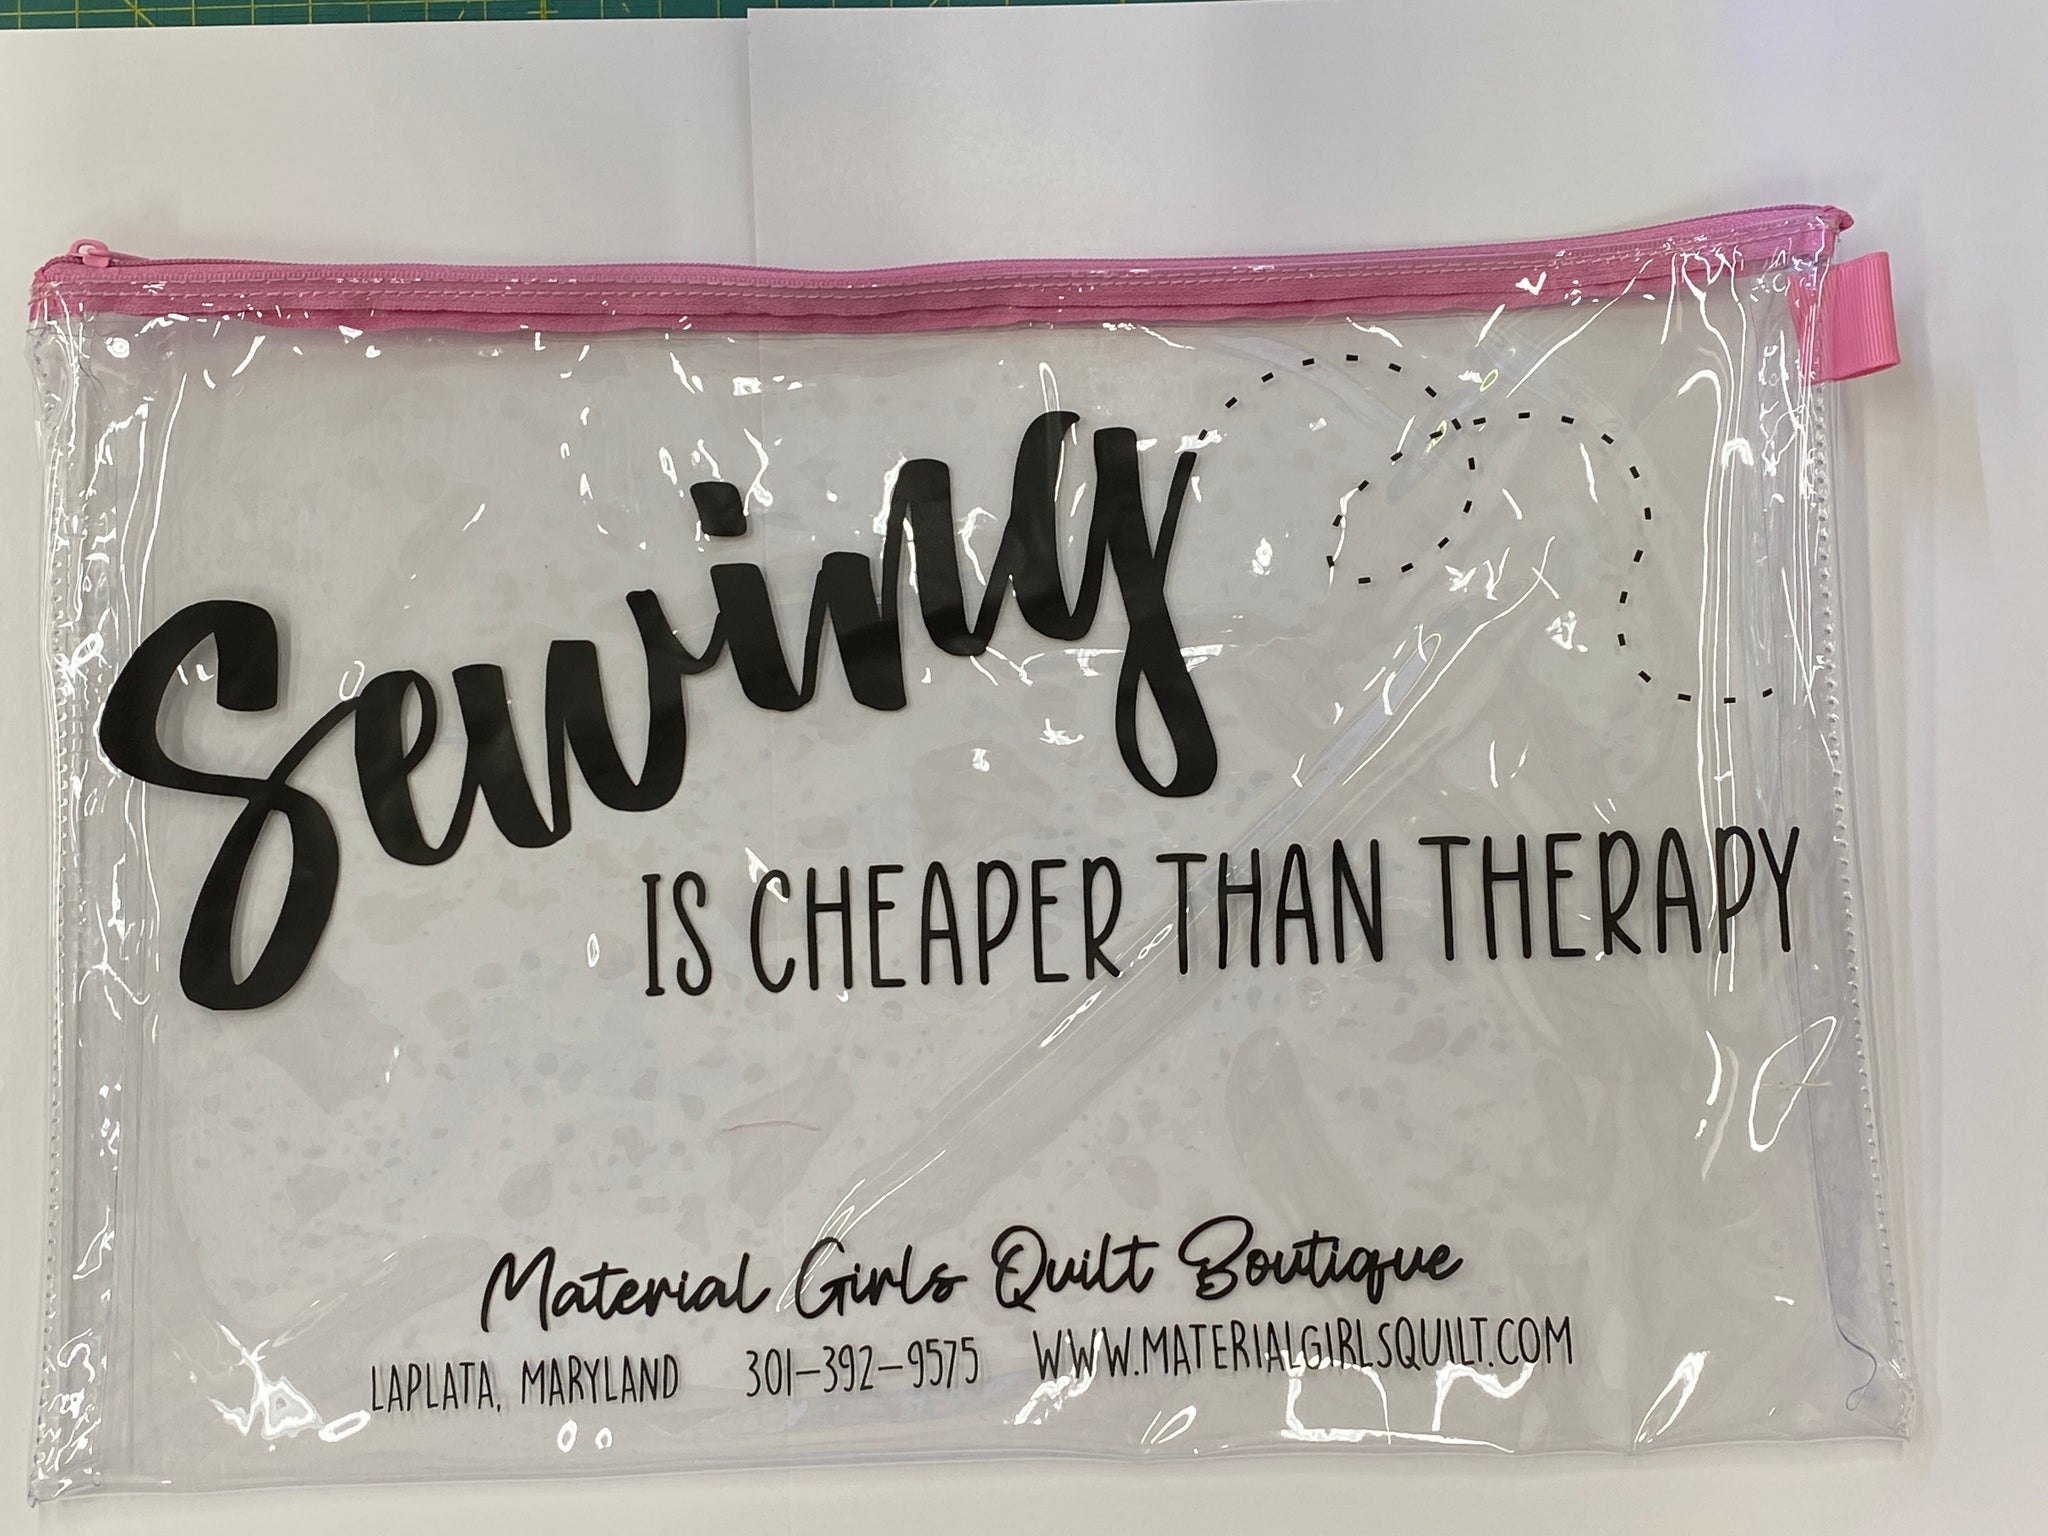 Sewing
IS CHEAPER THAN THERAPY
Material Girls Quilt Boutique
LAPLATA, MARYLAND 301-392-9575 WWW.MATERIALGIRLSQUILT.COM